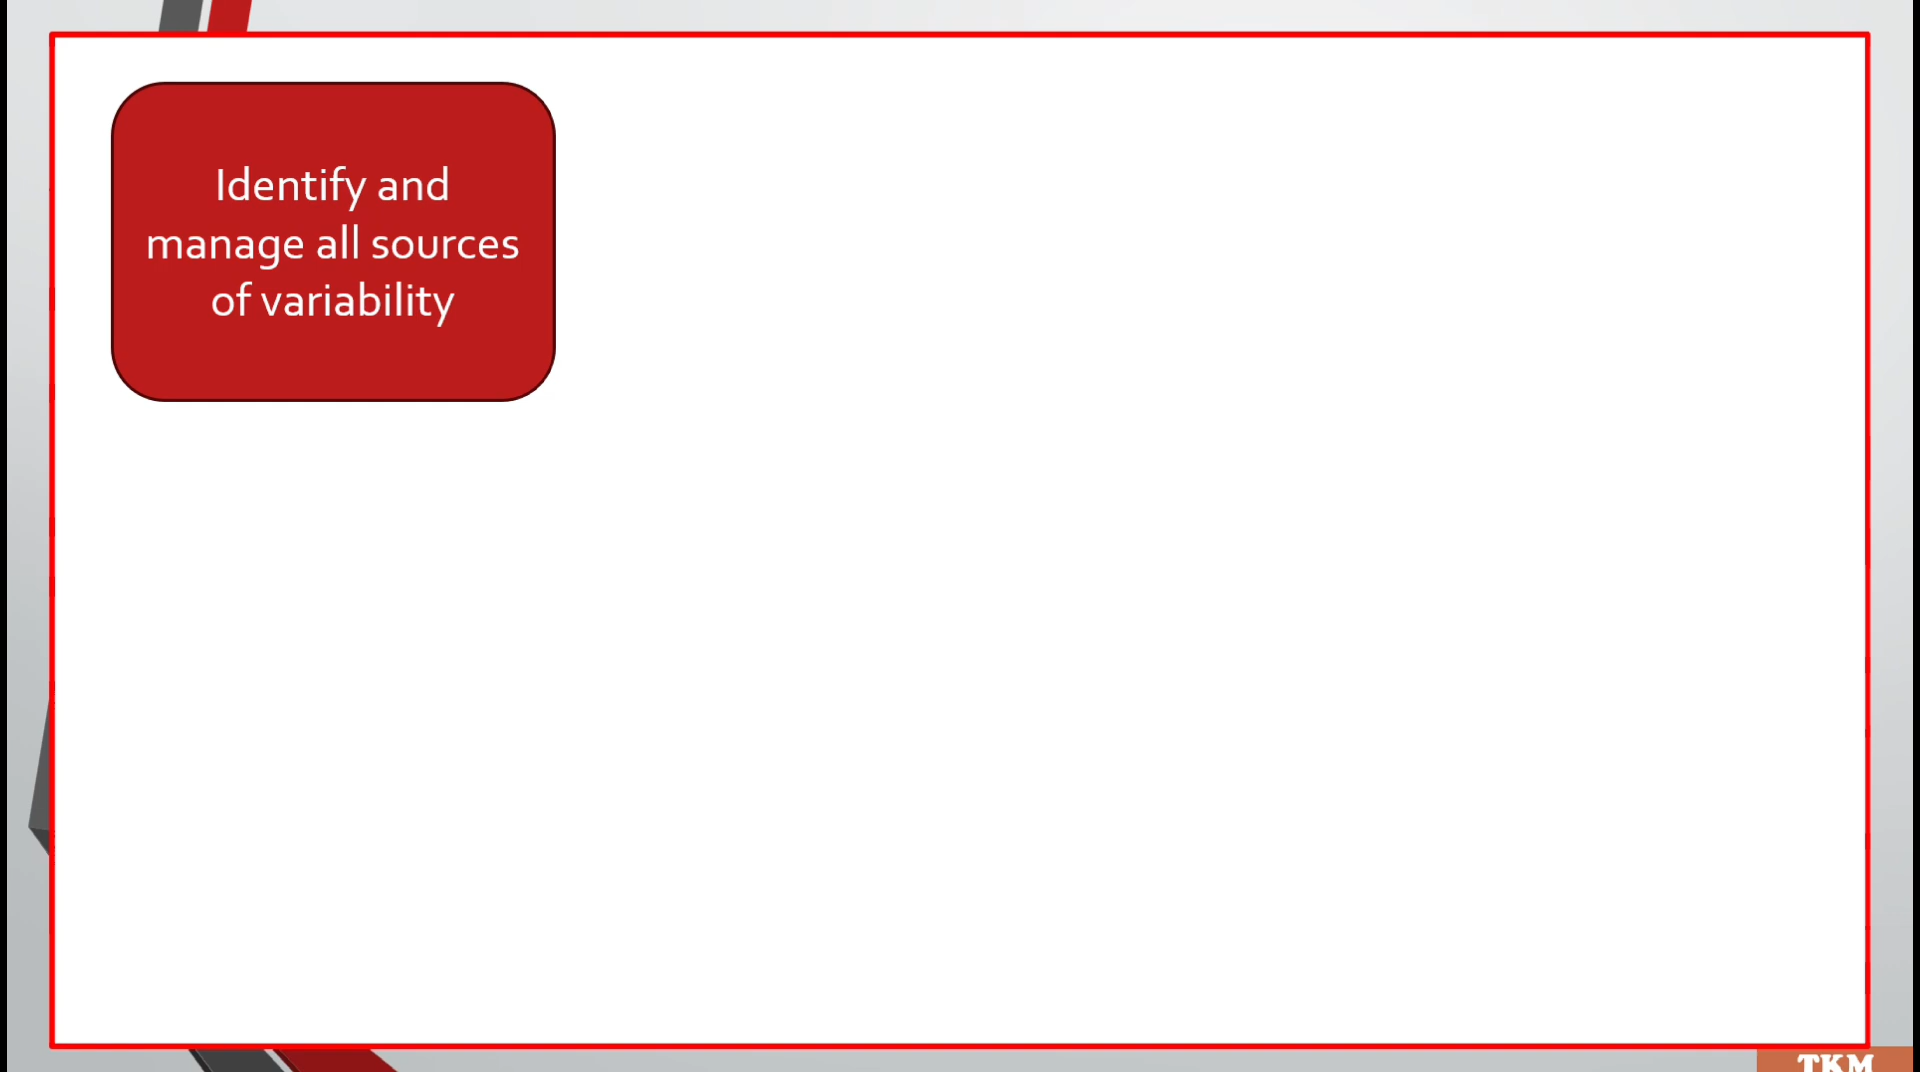 Identify and
manage all sources
of variability
TKM